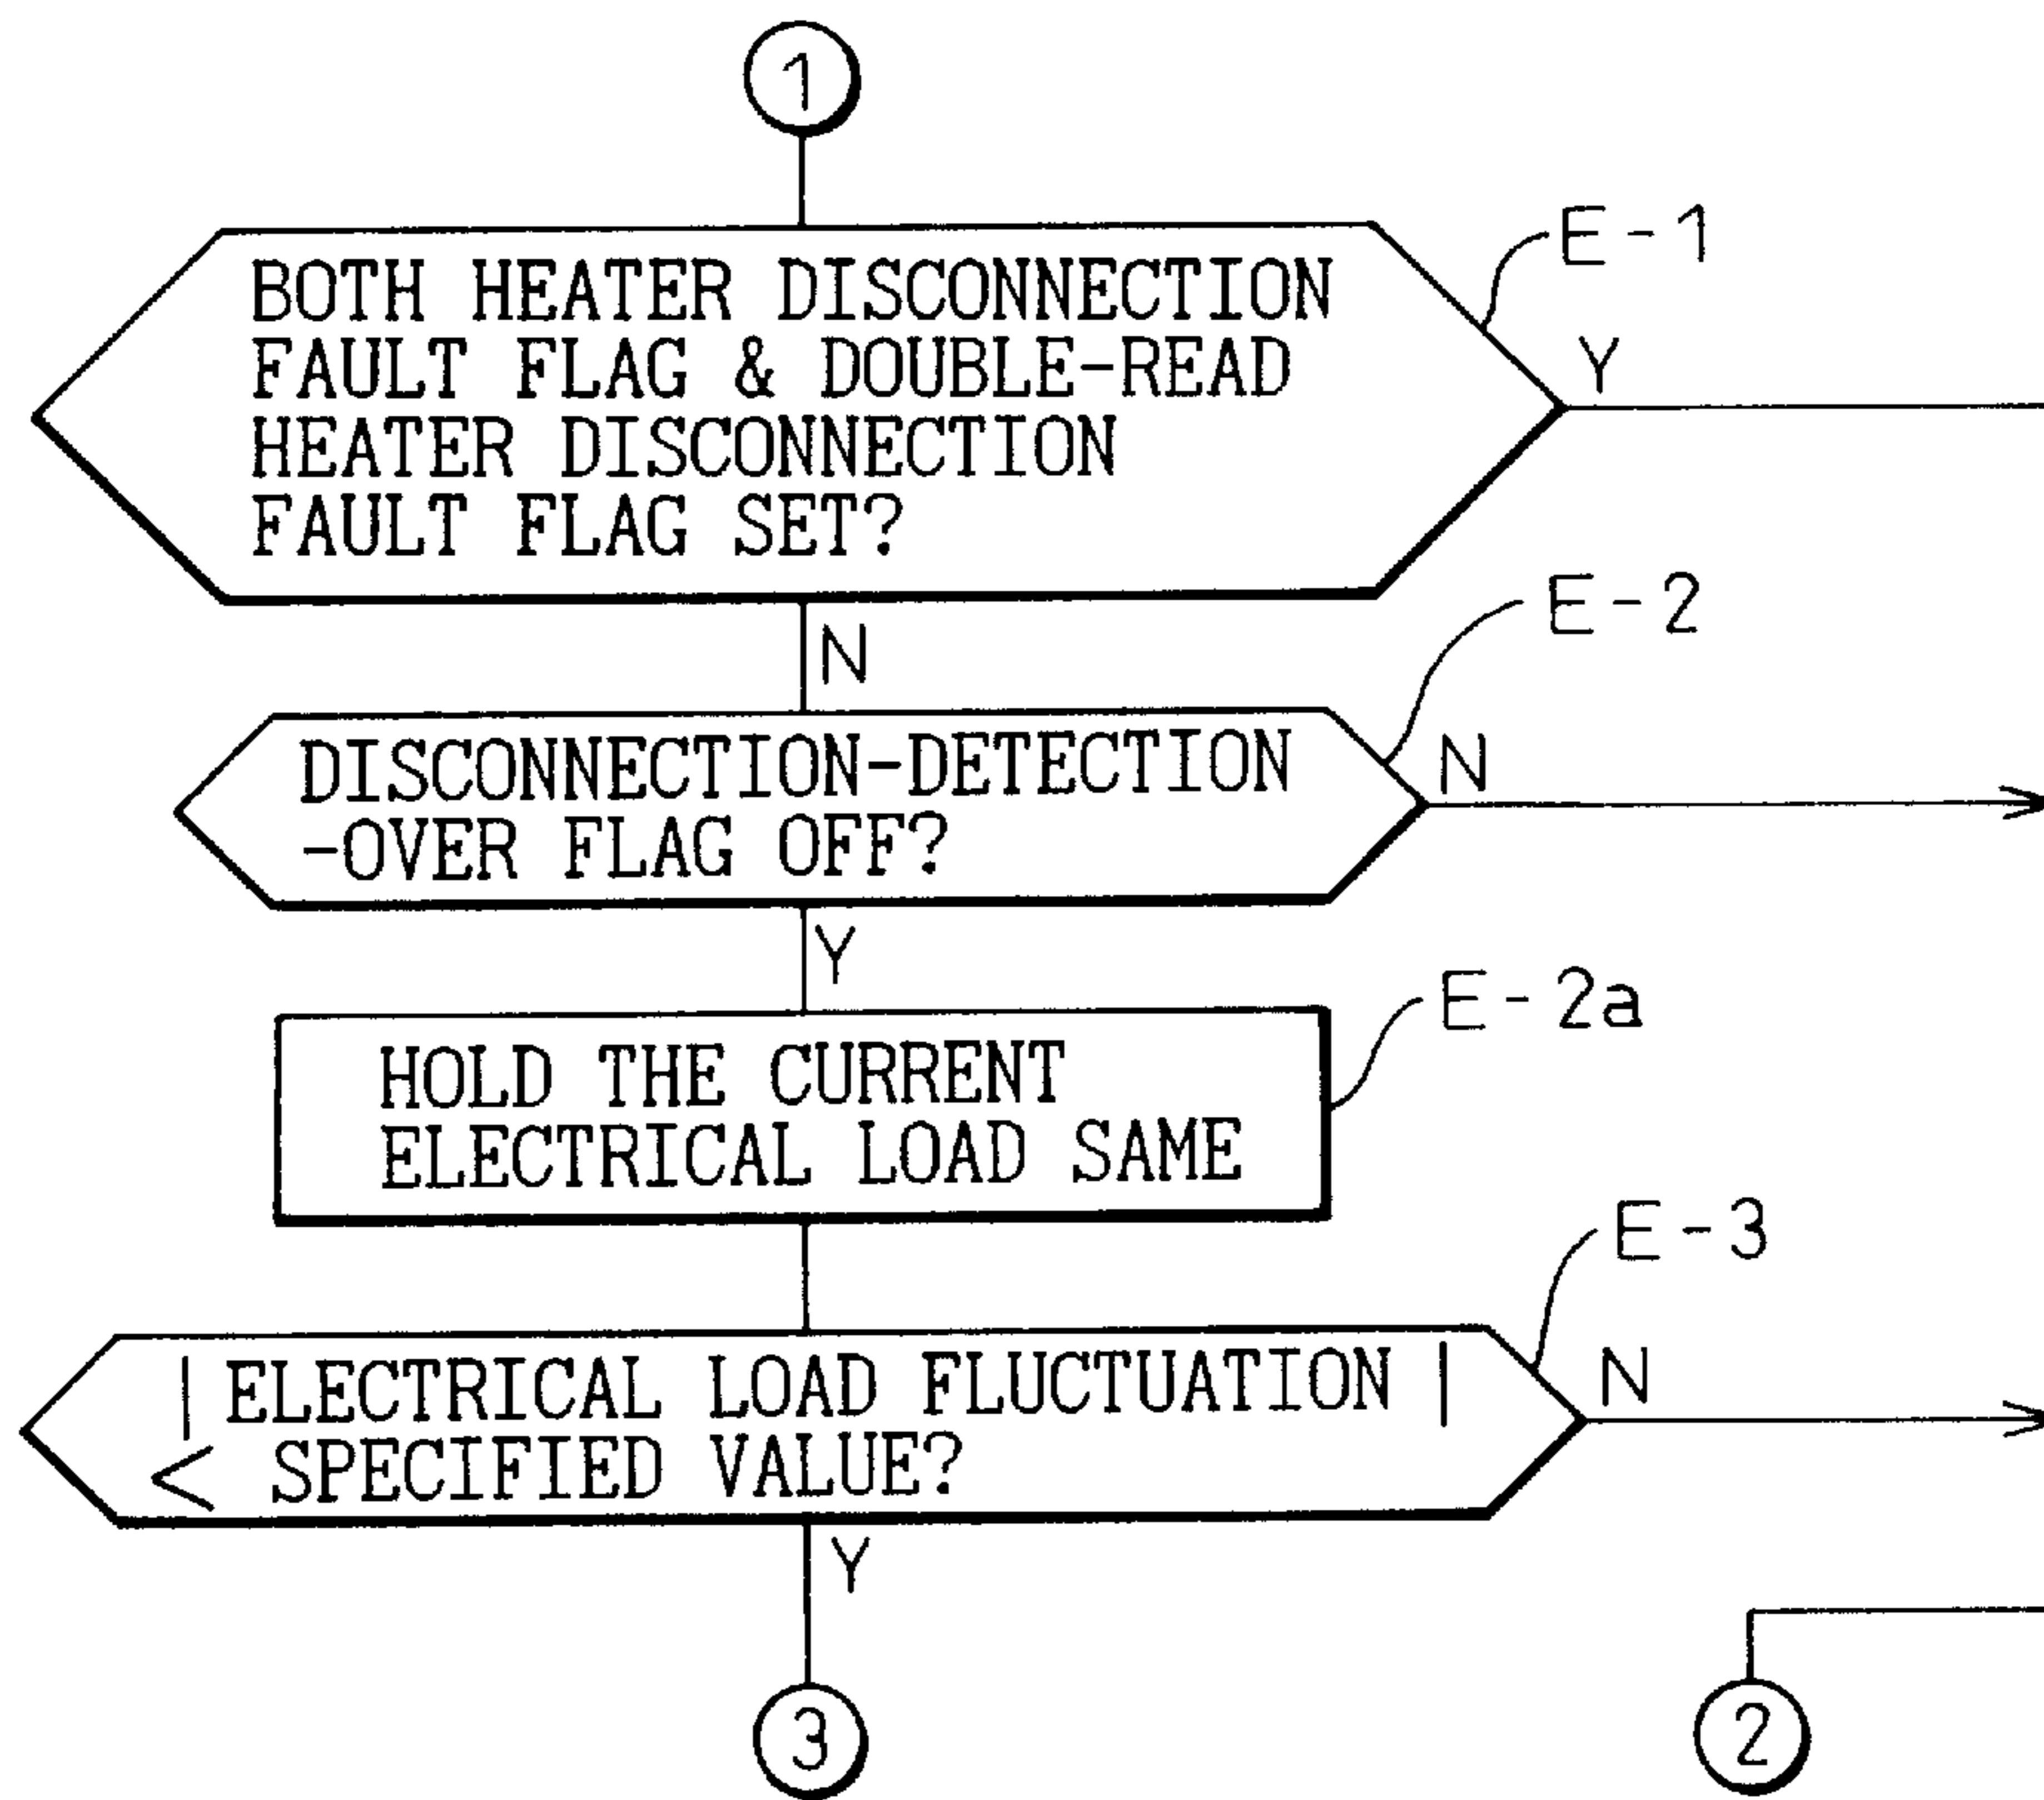 1
E-1
BOTH HEATER DISCONNECTION
FAULT FLAG & DOUBLE-READ
HEATER DISCONNECTION
FAULT FLAG SET?
Y
N
E-2
DISCONNECTION-DETECTION
-OVER FLAG OFF?
N
Y
E-2a
HOLD THE CURRENT
ELECTRICAL LOAD SAME
E-3
| ELECTRICAL LOAD FLUCTUATION |
< SPECIFIED VALUE?
N
Y
3
2